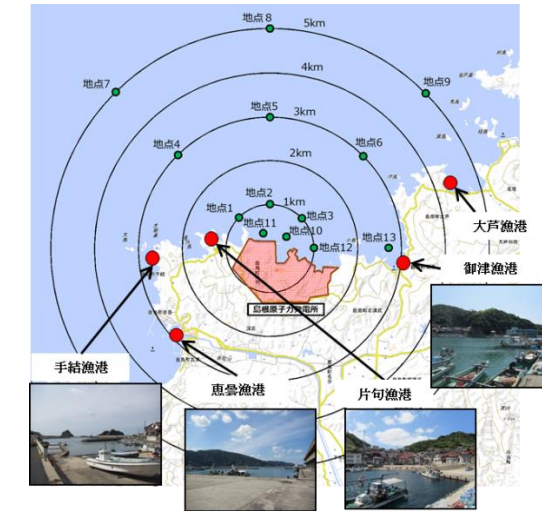 地点8
5km
地点7
地点9
4km
地点5
3km
地点4
地点6
2km
地点2
1km
地点1
地点3
地点11
地点10
地点12
地点13
大芦漁港
御津漁港
島根原子力発電所
手結漁港
恵曇漁港
片句漁港